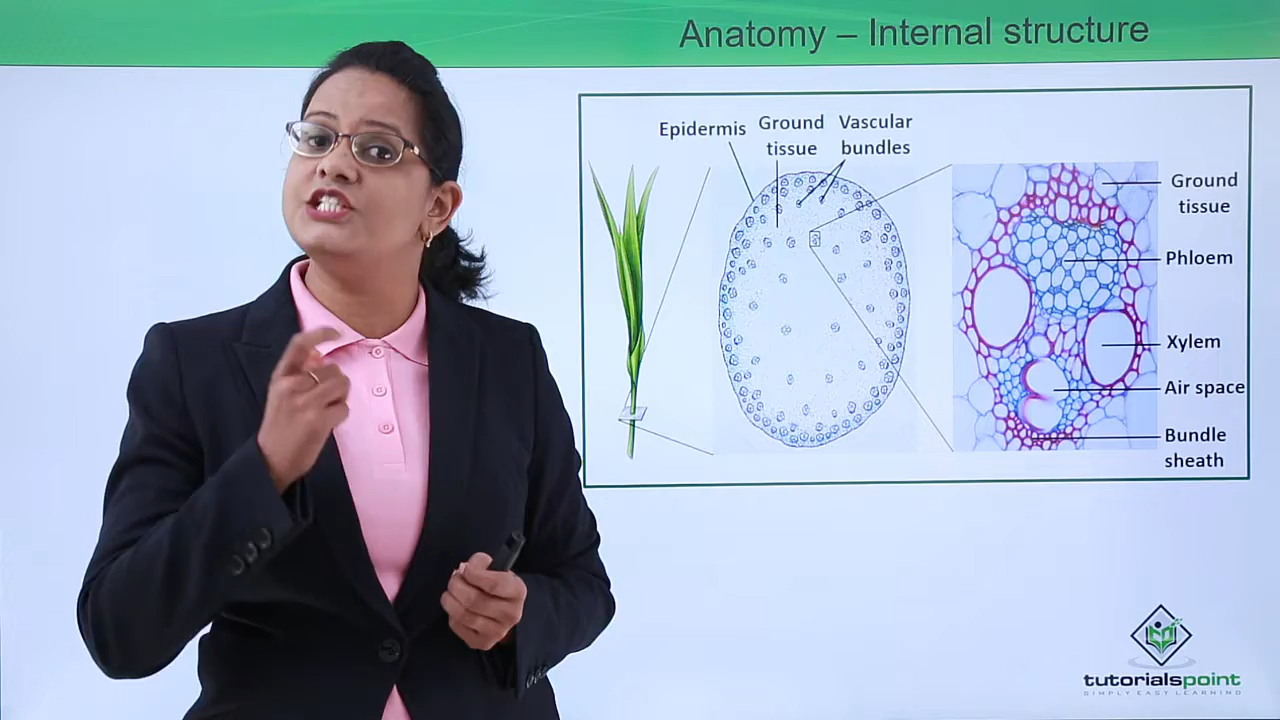 Anatomy – Internal structure
Epidermis
Ground
tissue
Vascular
bundles
Ground
tissue
Phloem
Xylem
Air space
Bundle
sheath
tutorialspoint
SIMPLY EASY LEARNING